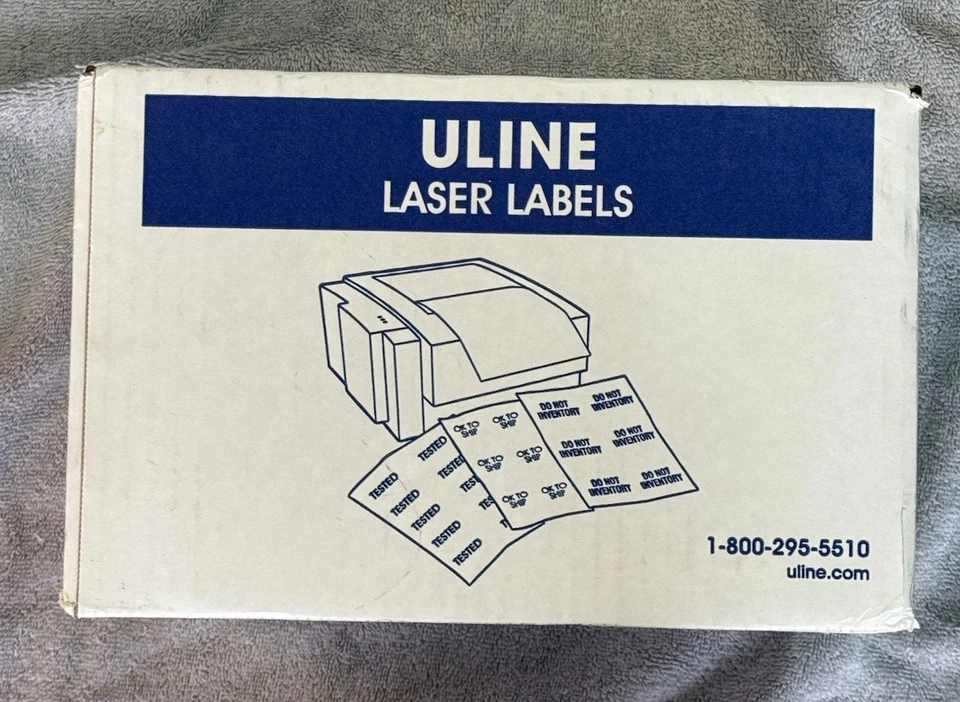 ULINE
LASER LABELS
TESTED
TESTED
TESTED
TESTED
TESTED
TESTED
OK TO
SHIP
OK TO
SHIP
OK TO
SHIP
OK TO
SHIP
OK TO
SHIP
OK TO
SHIP
DO NOT
INVENTORY
DO NOT
INVENTORY
DO NOT
INVENTORY
DO NOT
INVENTORY
DO NOT
INVENTORY
DO NOT
INVENTORY
1-800-295-5510
uline.com